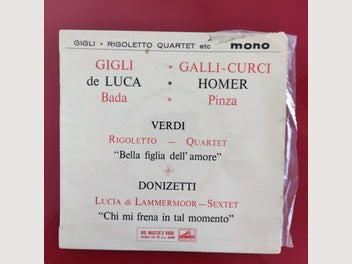 GIGLI • RIGOLETTO QUARTET etc mono
GIGLI • GALLI-CURCI
de LUCA • HOMER
Bada • Pinza
VERDI
RIGOLETTO — QUARTET
"Bella figlia dell'amore"
DONIZETTI
LUCIA di LAMMERMOOR—SEXTET
"Chi mi frena in tal momento"
HIS MASTER'S VOICE